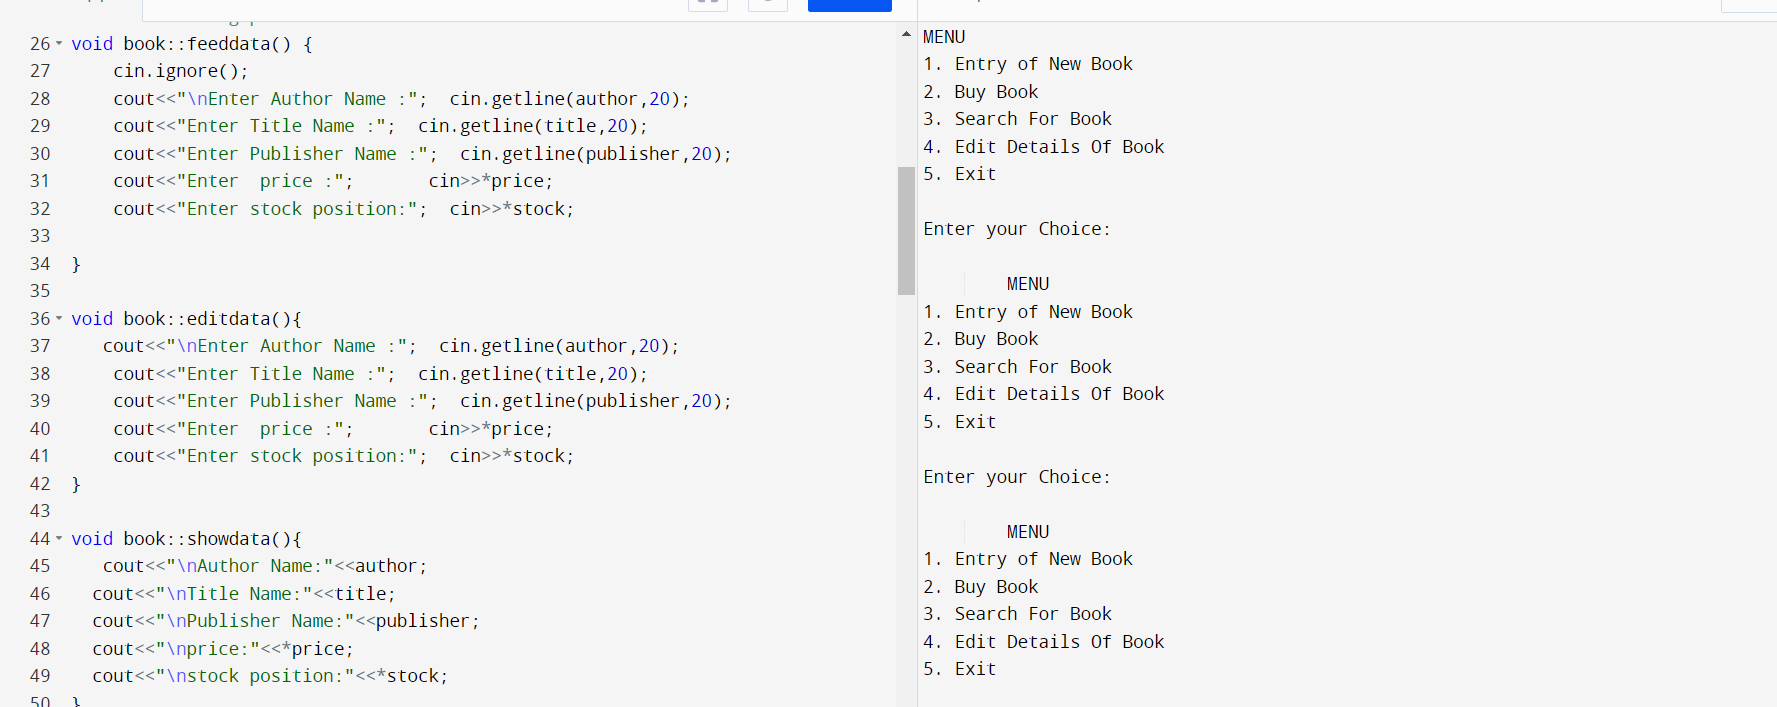 26 void book::feeddata() {
27 cin.ignore();
28 cout<<"\nEnter Author Name :"; cin.getline(author,20);
29 cout<<"Enter Title Name :"; cin.getline(title,20);
30 cout<<"Enter Publisher Name :"; cin.getline(publisher,20);
31 cout<<"Enter  price :"; cin>>*price;
32 cout<<"Enter stock position:"; cin>>*stock;
33
34 }
35
36 void book::editdata(){
37 cout<<"\nEnter Author Name :"; cin.getline(author,20);
38 cout<<"Enter Title Name :"; cin.getline(title,20);
39 cout<<"Enter Publisher Name :"; cin.getline(publisher,20);
40 cout<<"Enter  price :"; cin>>*price;
41 cout<<"Enter stock position:"; cin>>*stock;
42 }
43
44 void book::showdata(){
45 cout<<"\nAuthor Name:"<<author;
46 cout<<"\nTitle Name:"<<title;
47 cout<<"\nPublisher Name:"<<publisher;
48 cout<<"\nprice:"<<*price;
49 cout<<"\nstock position:"<<*stock;
50 }
MENU
1. Entry of New Book
2. Buy Book
3. Search For Book
4. Edit Details Of Book
5. Exit
Enter your Choice:
MENU
1. Entry of New Book
2. Buy Book
3. Search For Book
4. Edit Details Of Book
5. Exit
Enter your Choice:
MENU
1. Entry of New Book
2. Buy Book
3. Search For Book
4. Edit Details Of Book
5. Exit